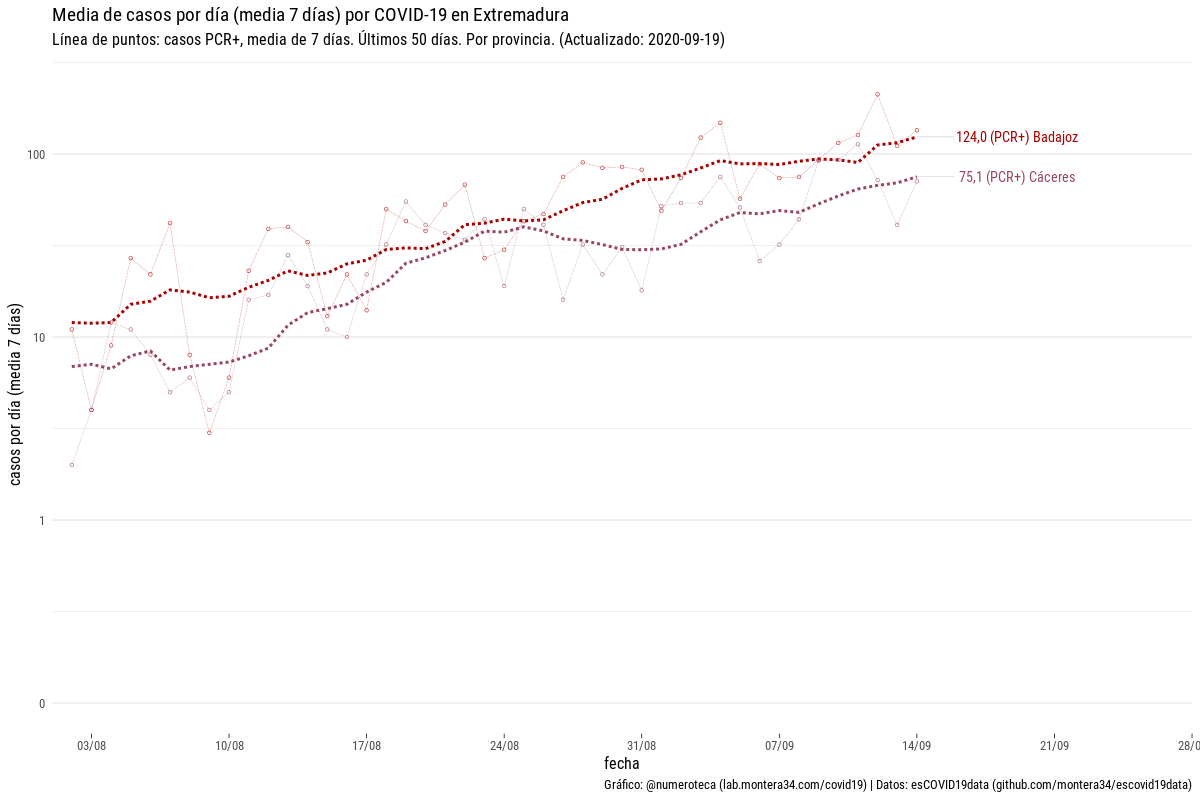 Media de casos por día (media 7 días) por COVID-19 en Extremadura
Línea de puntos: casos PCR+, media de 7 días. Últimos 50 días. Por provincia. (Actualizado: 2020-09-19)
casos por día (media 7 días)
100
10
1
0
124,0 (PCR+) Badajoz
75,1 (PCR+) Cáceres
03/08
10/08
17/08
24/08
31/08
07/09
14/09
21/09
28/0
fecha
Gráfico: @numeroteca (lab.montera34.com/covid19) | Datos: esCOVID19data (github.com/montera34/escovid19data)